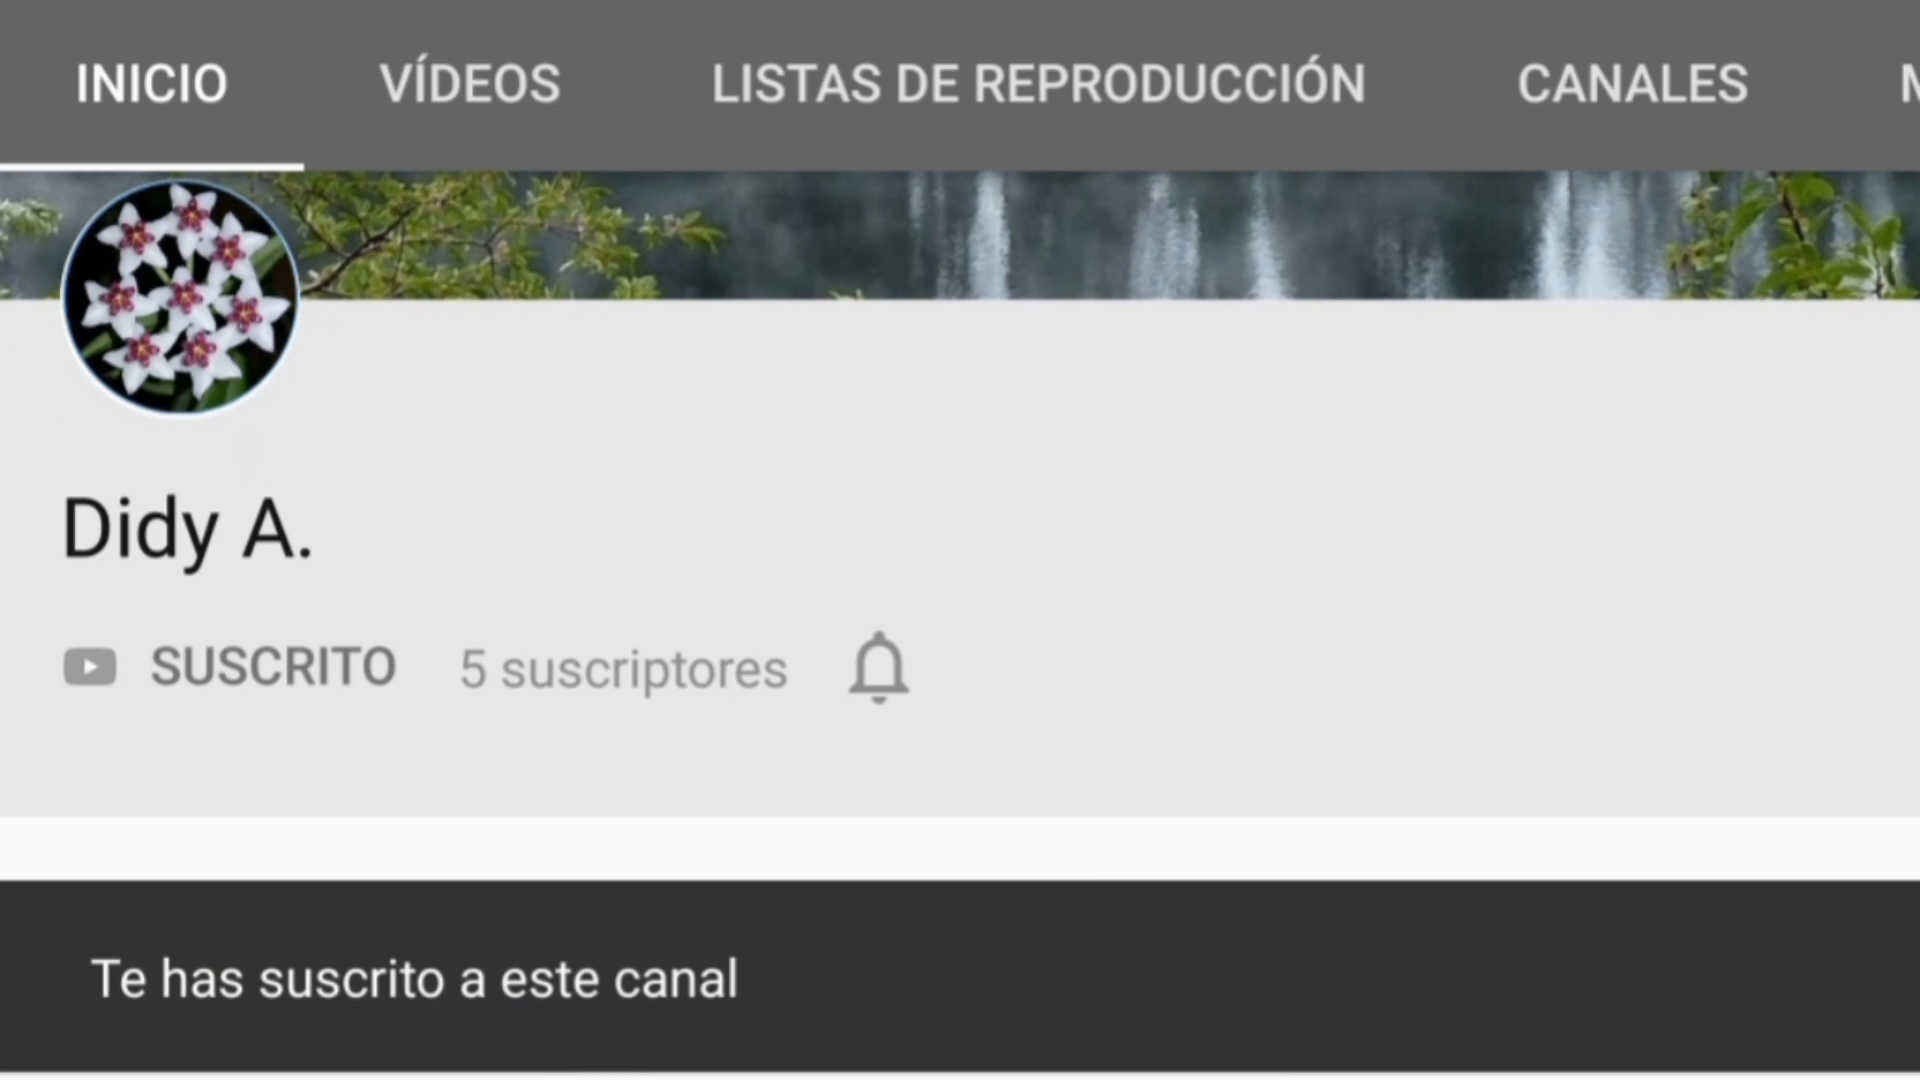 INICIO VÍDEOS LISTAS DE REPRODUCCIÓN CANALES
Didy A.
SUSCRITO 5 suscriptores
Te has suscrito a este canal